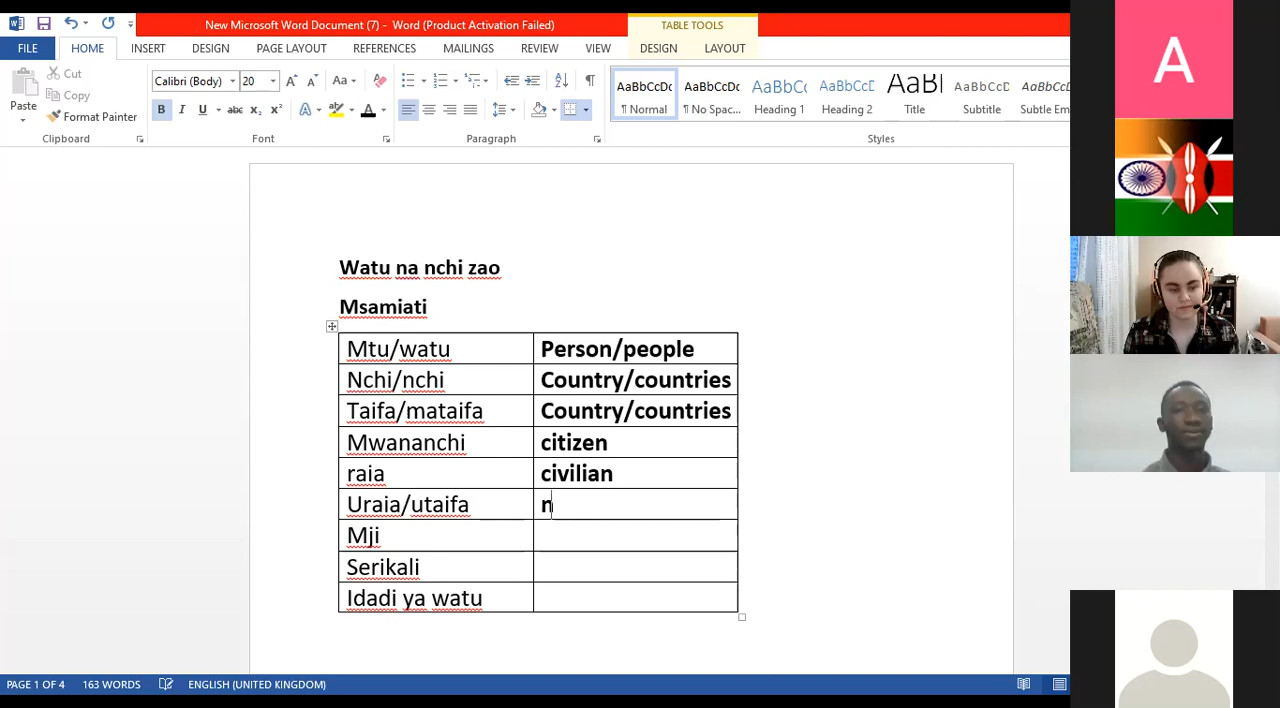 New Microsoft Word Document (7) - Word (Product Activation Failed)
TABLE TOOLS
FILE HOME INSERT DESIGN PAGE LAYOUT REFERENCES MAILINGS REVIEW VIEW DESIGN LAYOUT
Paste
Cut
Copy
Format Painter
Clipboard
Calibri (Body) 20
Font
Paragraph
AaBbCcDc AaBbCcDc AaBbCc AaBbCcD AaBl AaBbCcD AaBbCcDt
¶ Normal ¶ No Spac... Heading 1 Heading 2 Title Subtitle Subtle Em
Styles
Watu na nchi zao
Msamiati
Mtu/watu Person/people
Nchi/nchi Country/countries
Taifa/mataifa Country/countries
Mwananchi citizen
raia civilian
Uraia/utaifa n
Mji
Serikali
Idadi ya watu
PAGE 1 OF 4 163 WORDS ENGLISH (UNITED KINGDOM)
A